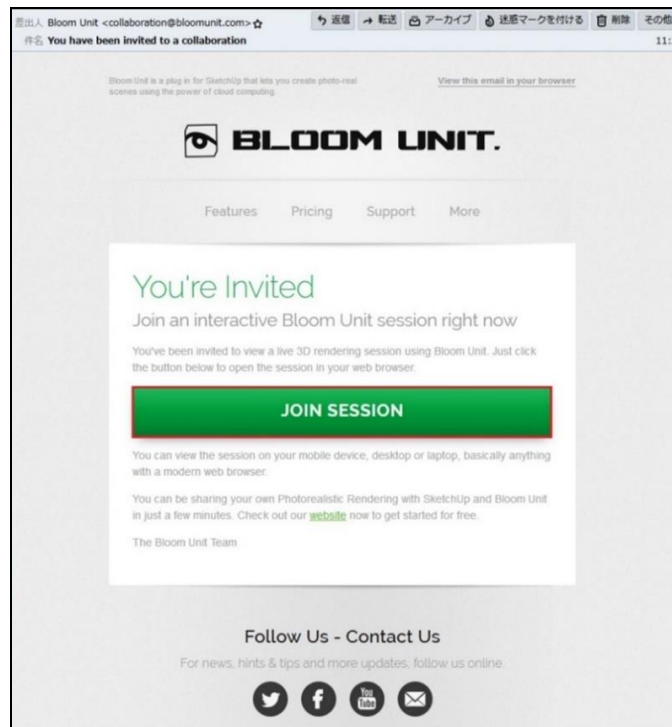 差出人 Bloom Unit <collaboration@bloomunit.com>
返信 転送 アーカイブ 迷惑マークを付ける 削除 その他
件名 You have been invited to a collaboration
11:
Bloom Unit is a plug in for SketchUp that lets you create photo-real
scenes using the power of cloud computing.
View this email in your browser
BLOOM UNIT.
Features Pricing Support More
You're Invited
Join an interactive Bloom Unit session right now
You've been invited to view a live 3D rendering session using Bloom Unit. Just click
the button below to open the session in your web browser.
JOIN SESSION
You can view the session on your mobile device, desktop or laptop, basically anything
with a modern web browser.
You can be sharing your own Photorealistic Rendering with SketchUp and Bloom Unit
in just a few minutes. Check out our website now to get started for free.
The Bloom Unit Team
Follow Us - Contact Us
For news, hints & tips and more updates, follow us online.
You
Tube